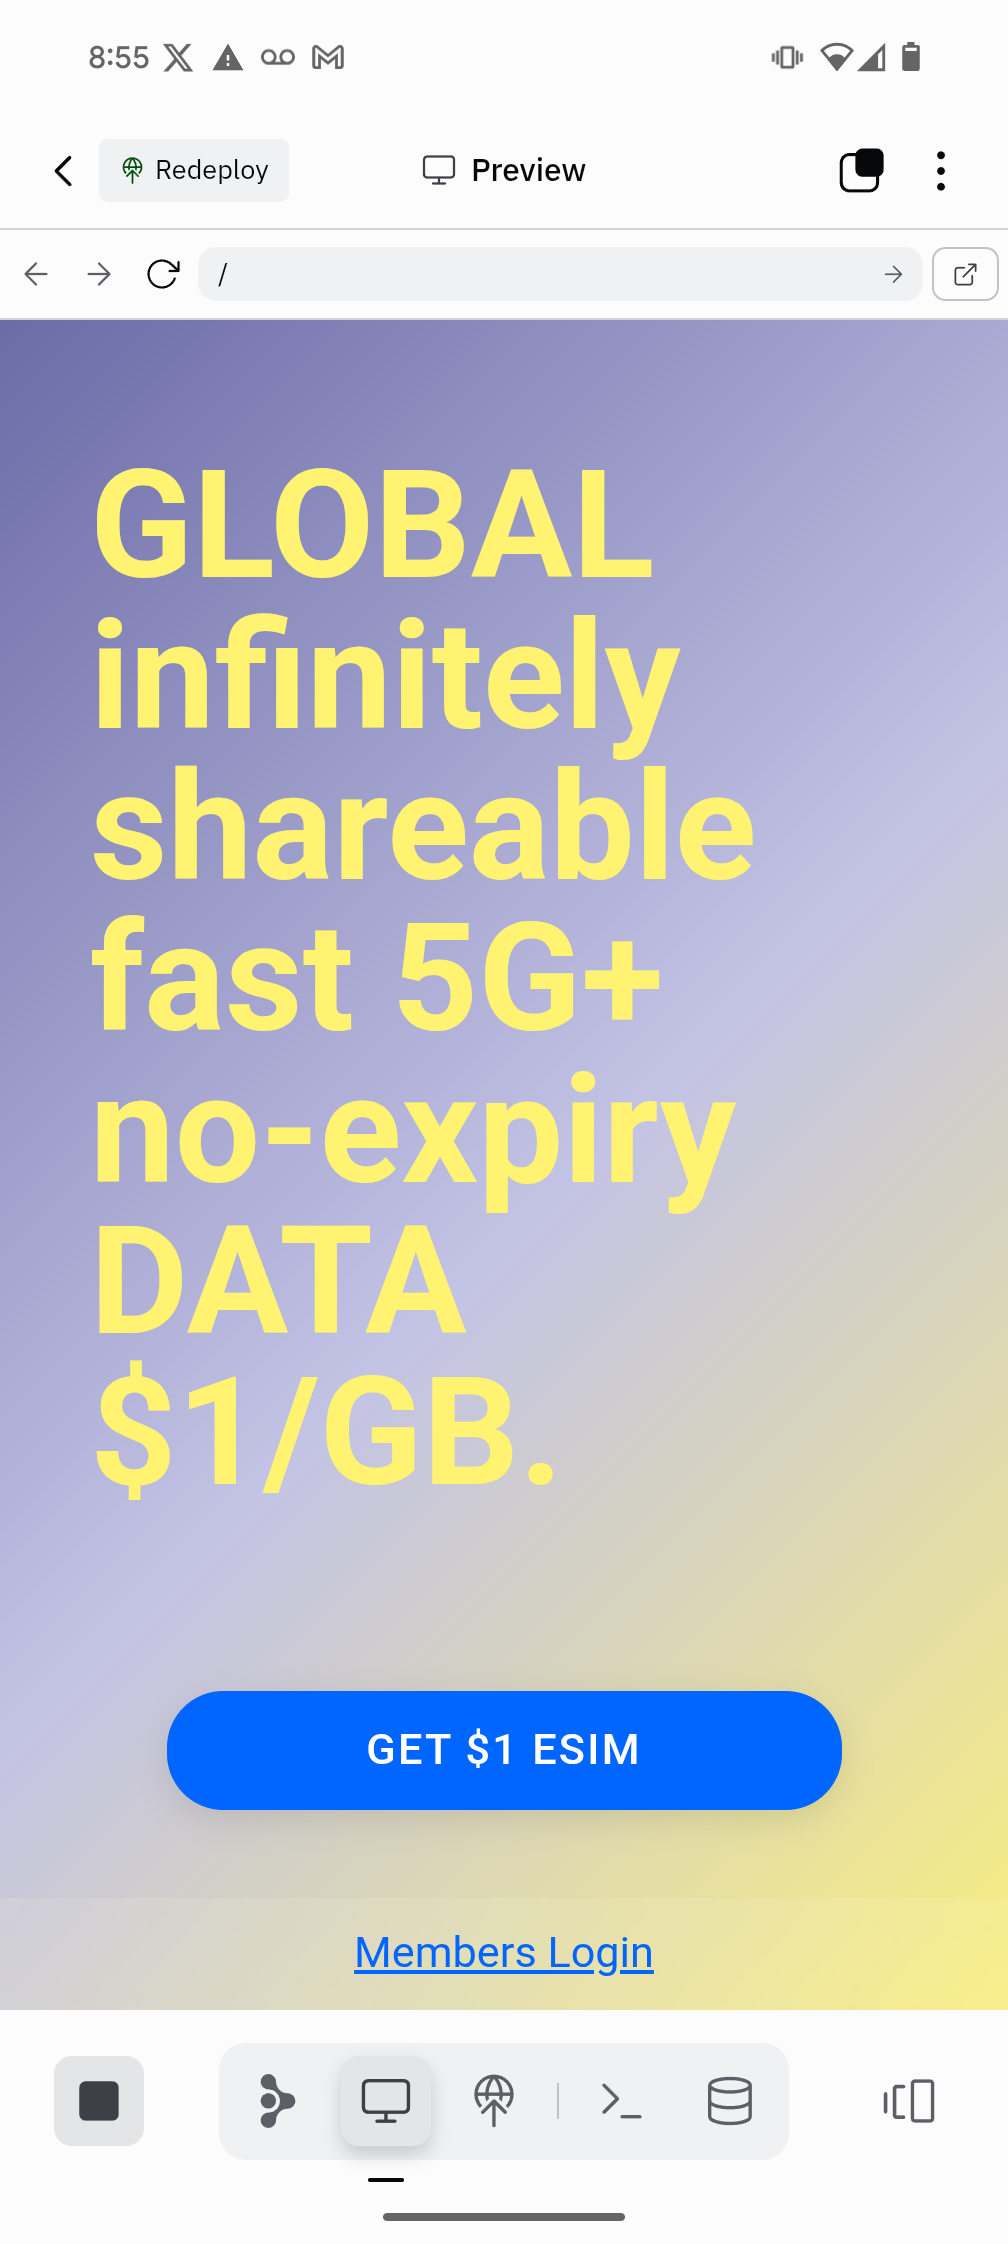 8:55
Redeploy
Preview
/
GLOBAL
infinitely
shareable
fast 5G+
no-expiry
DATA
$1/GB.
GET $1 ESIM
Members Login